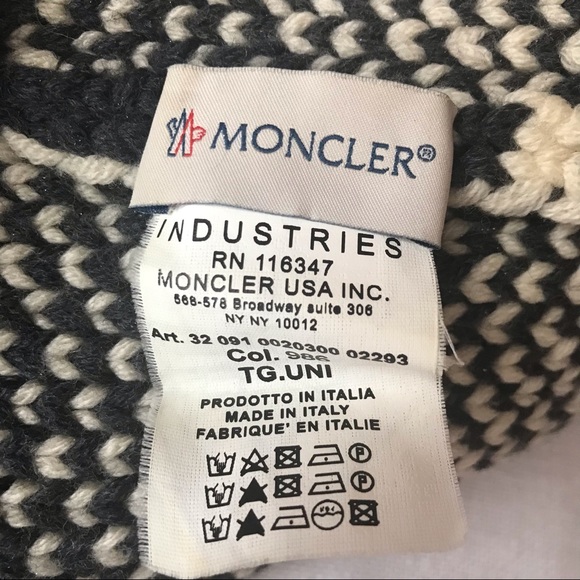 MONCLER®
INDUSTRIES
RN 116347
MONCLER USA INC.
568-578 Broadway suite 306
NY NY 10012
Art. 32 091 0020300 02293
Col. 986
TG.UNI
PRODOTTO IN ITALIA
MADE IN ITALY
FABRIQUE' EN ITALIE
P
P